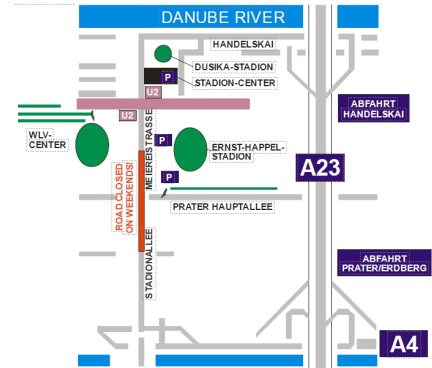 DANUBE RIVER
HANDELSKAI
DUSIKA-STADION
P
STADION-CENTER
U2
ABFAHRT
HANDELSKAI
U2
WLV-
CENTER
MEIEREISTRASSE
P
ERNST-HAPPEL-
STADION
A23
P
ROAD CLOSED
ON WEEKENDS!
PRATER HAUPTALLEE
STADIONALLEE
ABFAHRT
PRATER/ERDBERG
A4